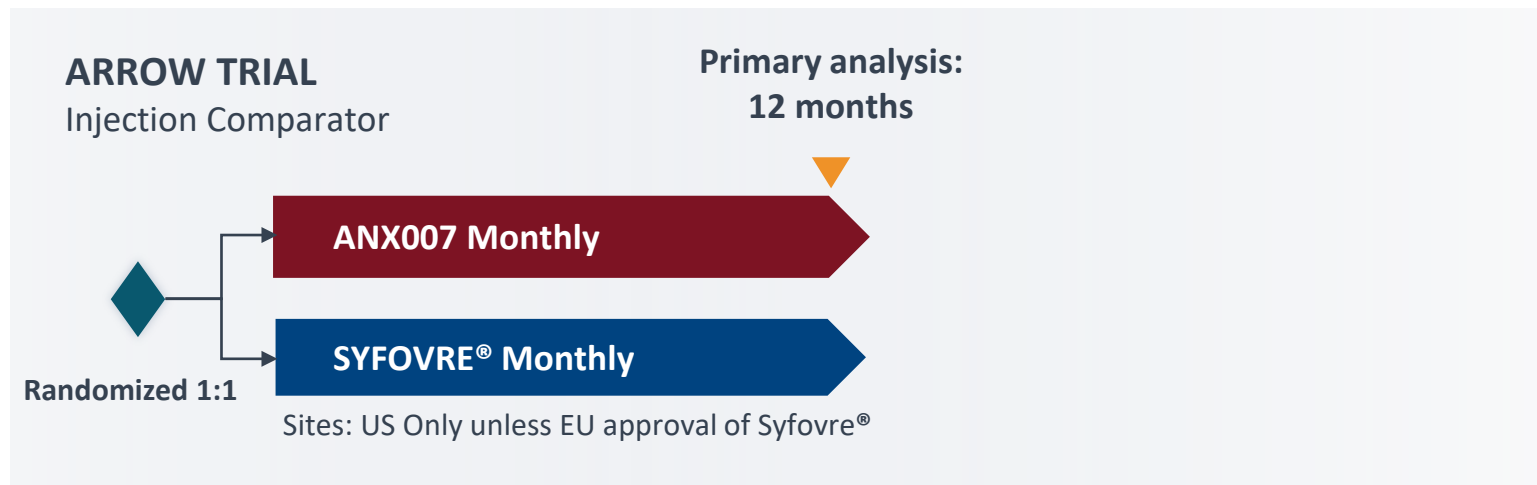 ARROW TRIAL
Injection Comparator
Primary analysis:
12 months
ANX007 Monthly
SYFOVRE® Monthly
Randomized 1:1
Sites: US Only unless EU approval of Syfovre®